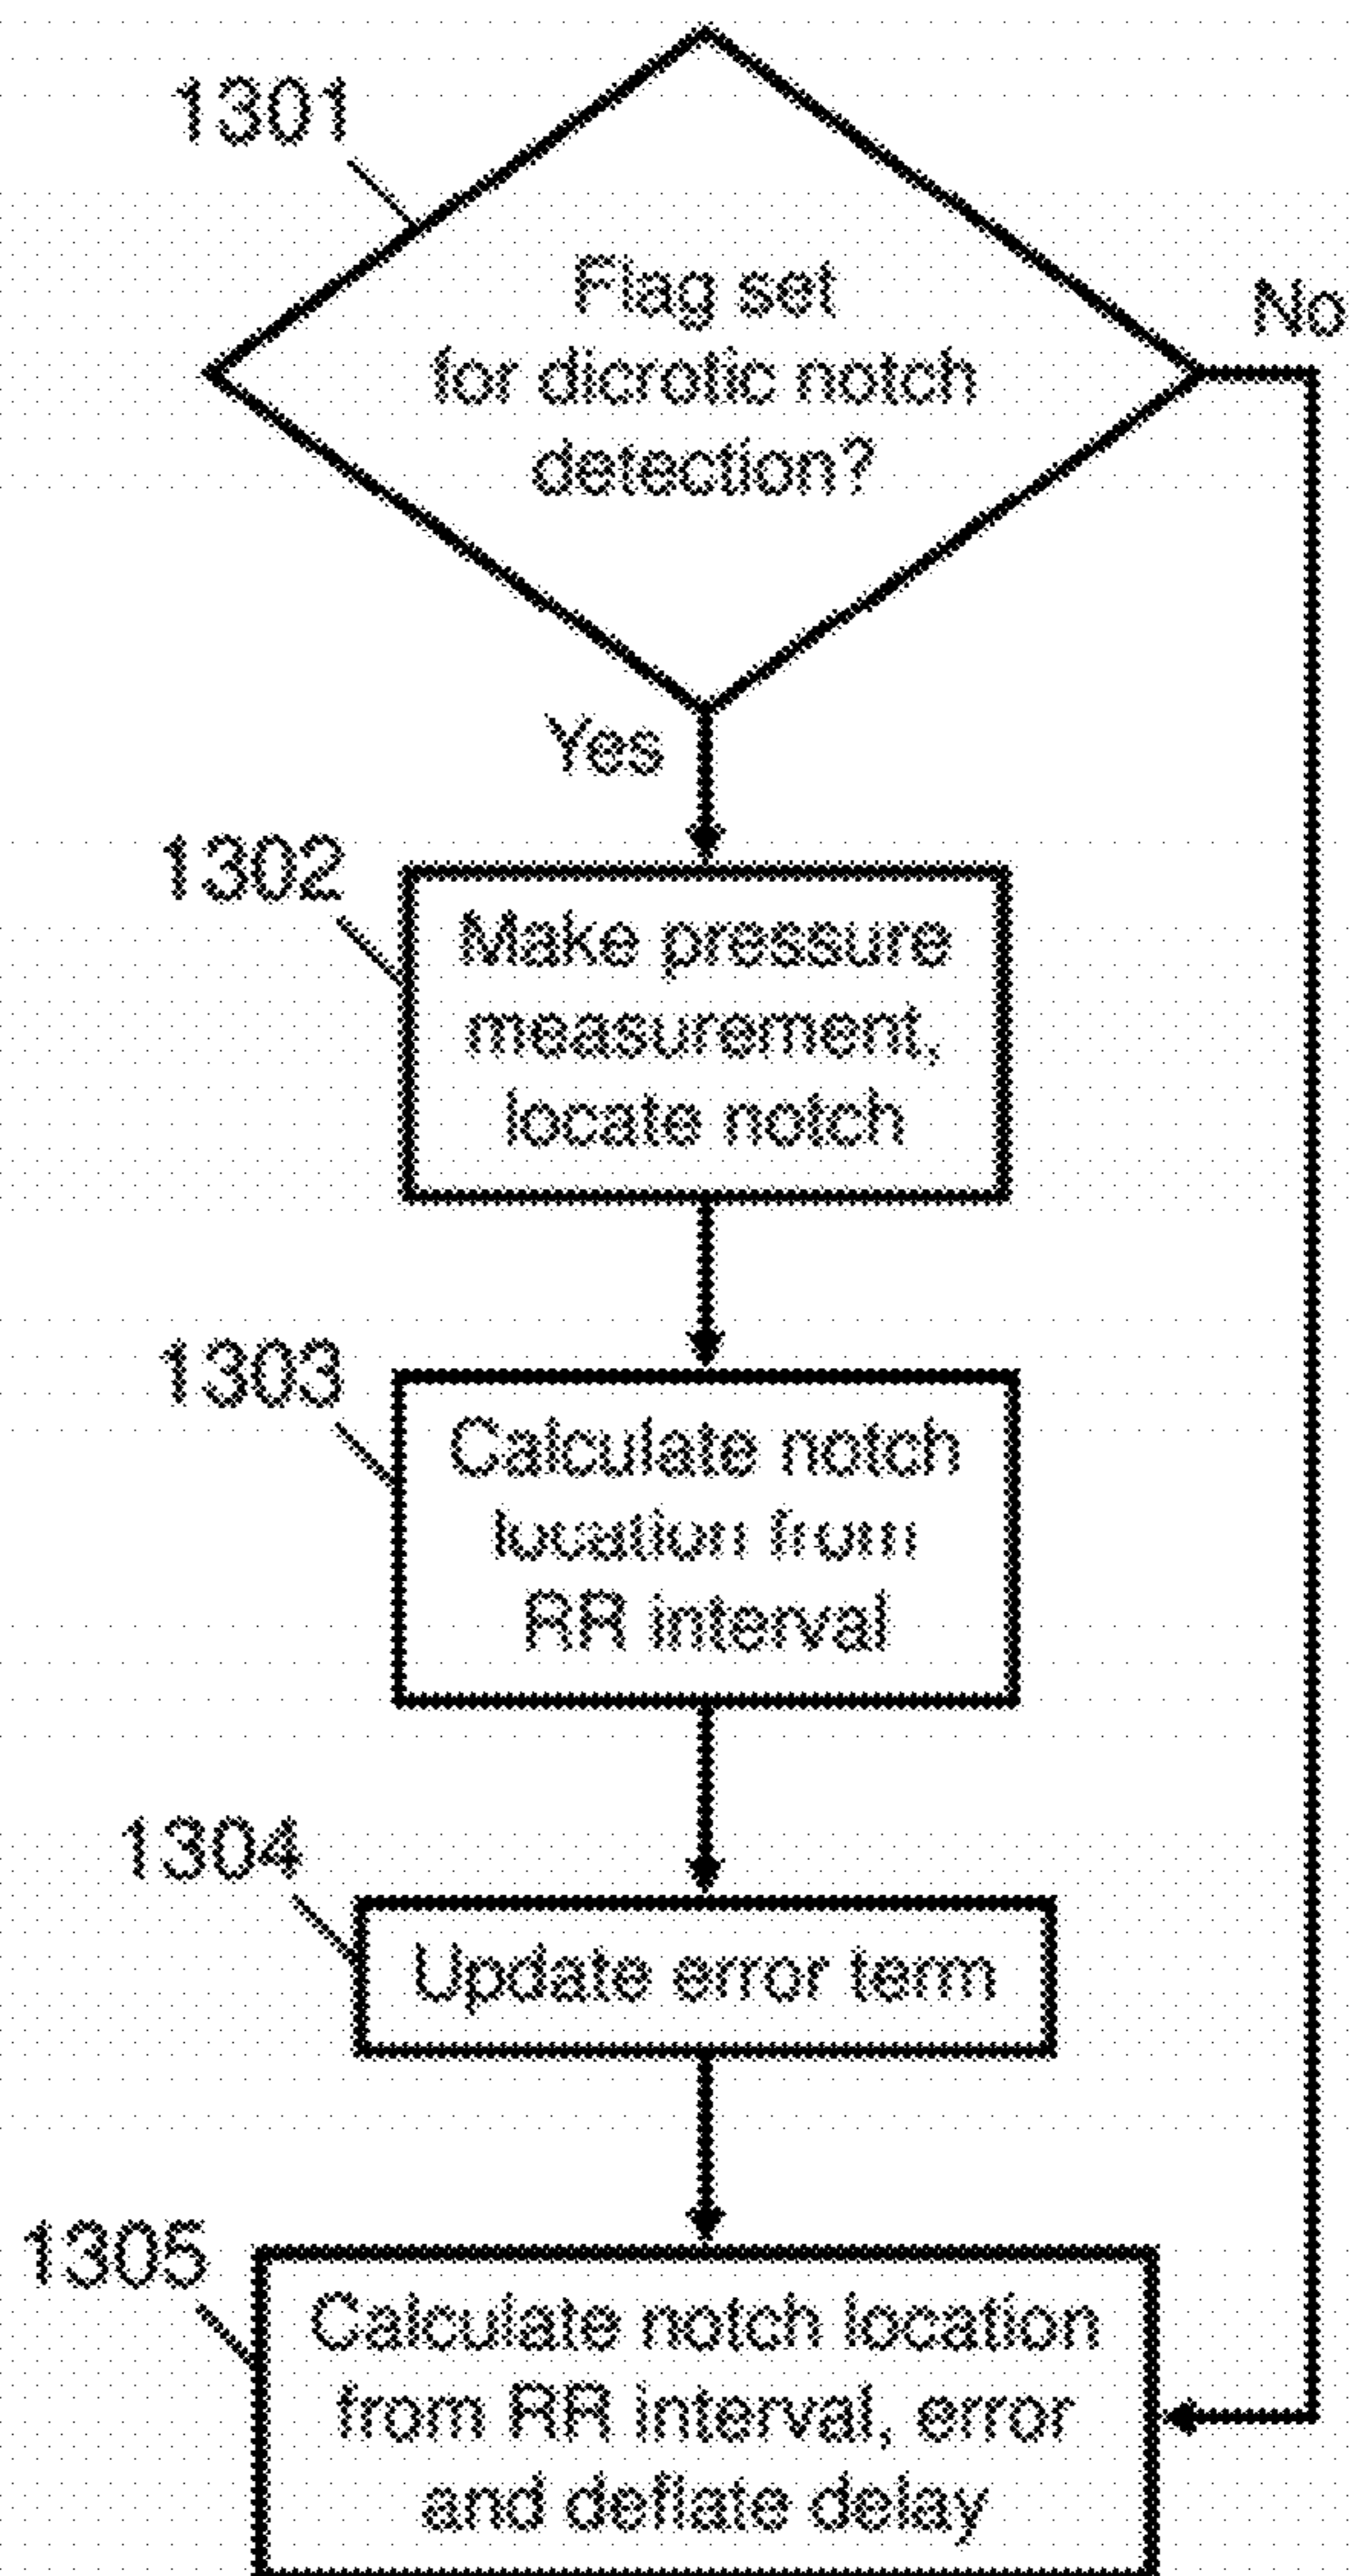 1301
Flag set
for dicrotic notch
detection?
No
Yes
1302
Make pressure
measurement,
locate notch
1303
Calculate notch
location from
RR interval
1304
Update error term
1305
Calculate notch location
from RR interval, error
and deflate delay